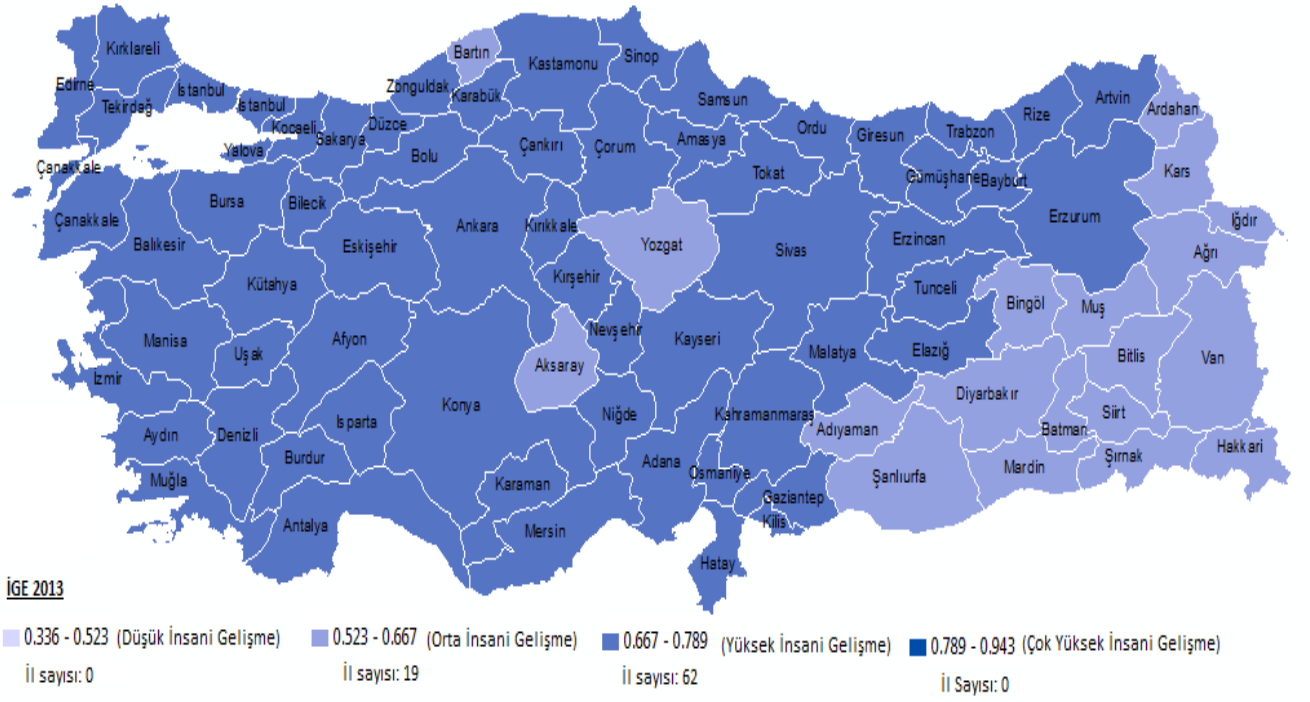 Kırklareli
Bartın
Kastamonu
Sinop
Edirne
İstanbul
Zonguldak
Karabük
Samsun
Artvin
Ardahan
Tekirdağ
İstanbul
Kocaeli
Sakarya
Düzce
Ordu
Giresun
Trabzon
Rize
Yalova
Bolu
Çankırı
Çorum
Amasya
Tokat
Gümüşhane
Bayburt
Kars
Çanakkale
Çanakkale
Bursa
Bilecik
Ankara
Kırıkkale
Erzurum
Iğdır
Balıkesir
Eskişehir
Yozgat
Sivas
Erzincan
Ağrı
Kütahya
Kırşehir
Tunceli
Bingöl
Muş
Manisa
Uşak
Afyon
Nevşehir
Kayseri
Malatya
Elazığ
Bitlis
Van
İzmir
Aksaray
Konya
Niğde
Kahramanmaraş
Diyarbakır
Siirt
Aydın
Denizli
Isparta
Adıyaman
Batman
Hakkari
Muğla
Burdur
Karaman
Adana
Osmaniye
Şanlıurfa
Mardin
Şırnak
Antalya
Mersin
Gaziantep
Kilis
Hatay
İGE 2013
0.336 - 0.523 (Düşük İnsani Gelişme)
İl sayısı: 0
0.523 - 0.667 (Orta İnsani Gelişme)
İl sayısı: 19
0.667 - 0.789 (Yüksek İnsani Gelişme)
İl sayısı: 62
0.789 - 0.943 (Çok Yüksek İnsani Gelişme)
İl Sayısı: 0